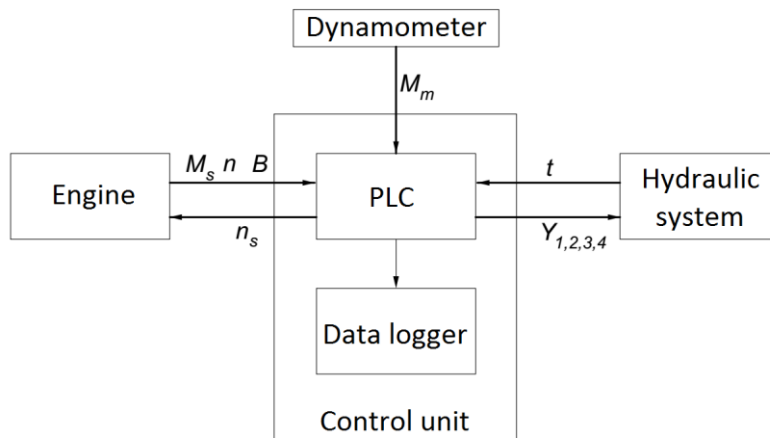 Dynamometer
M_m
M_s n B
Engine
n_s
PLC
t
Y_1,2,3,4
Hydraulic
system
Data logger
Control unit